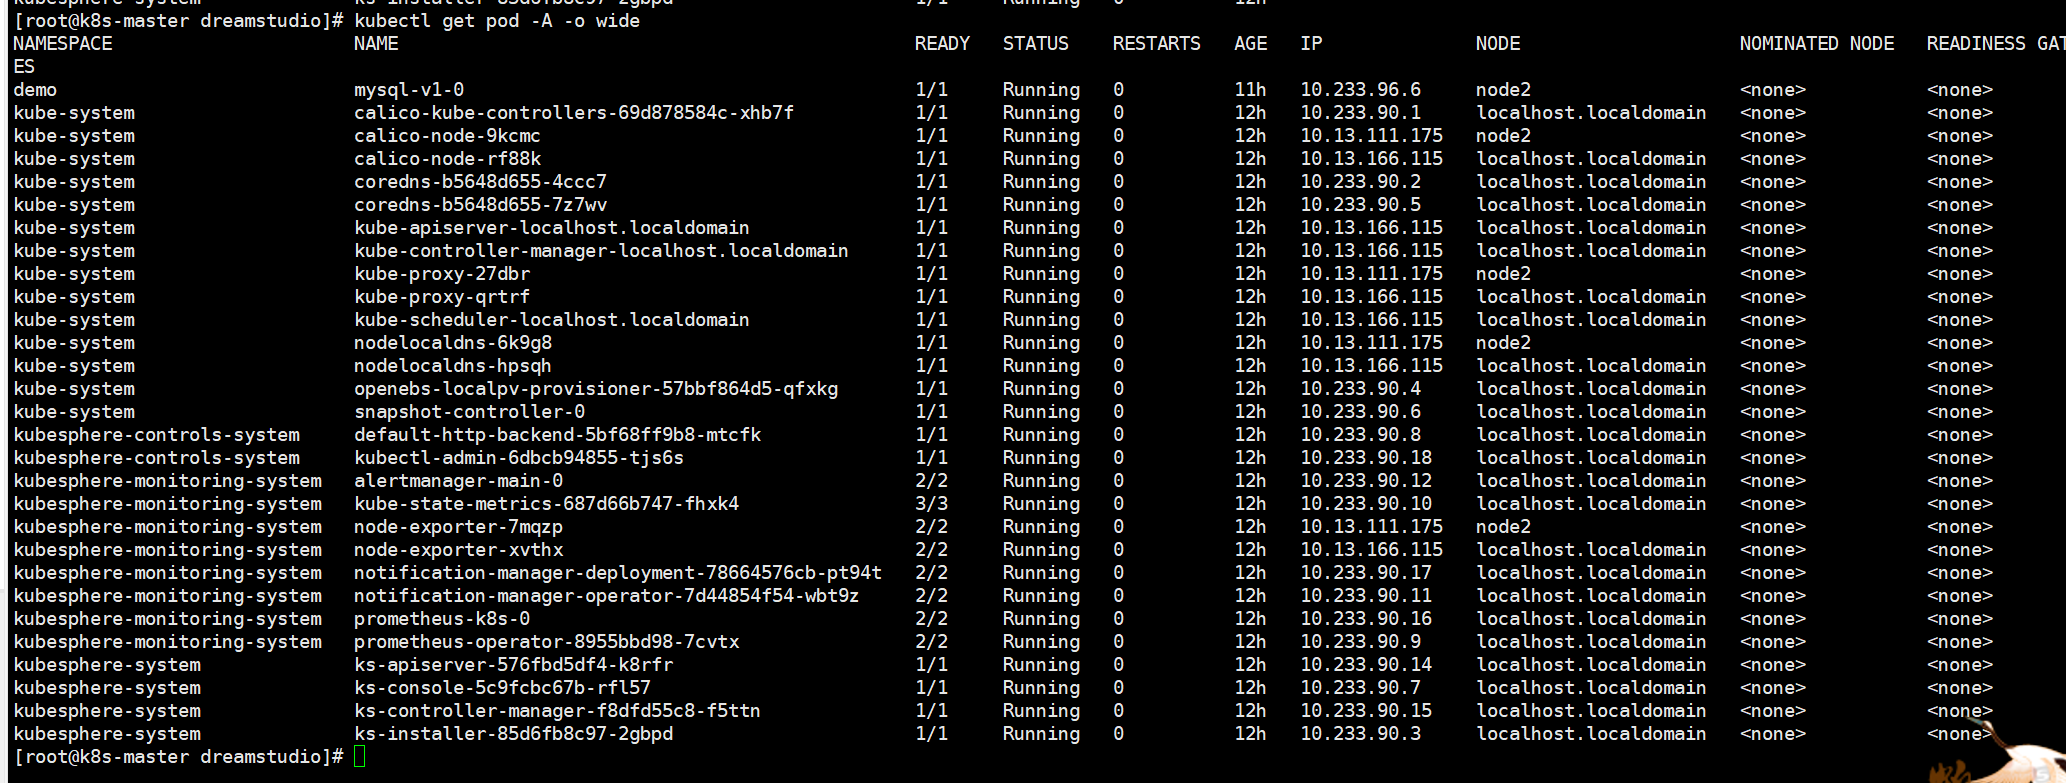 [root@k8s-master dreamstudio]# kubectl get pod -A -o wide
NAMESPACE NAME READY STATUS RESTARTS AGE IP NODE NOMINATED NODE READINESS GAT
ES
demo mysql-v1-0 1/1 Running 0 11h 10.233.96.6 node2 <none> <none>
kube-system calico-kube-controllers-69d878584c-xhb7f 1/1 Running 0 12h 10.233.90.1 localhost.localdomain <none> <none>
kube-system calico-node-9kcmc 1/1 Running 0 12h 10.13.111.175 node2 <none> <none>
kube-system calico-node-rf88k 1/1 Running 0 12h 10.13.166.115 localhost.localdomain <none> <none>
kube-system coredns-b5648d655-4ccc7 1/1 Running 0 12h 10.233.90.2 localhost.localdomain <none> <none>
kube-system coredns-b5648d655-7z7wv 1/1 Running 0 12h 10.233.90.5 localhost.localdomain <none> <none>
kube-system kube-apiserver-localhost.localdomain 1/1 Running 0 12h 10.13.166.115 localhost.localdomain <none> <none>
kube-system kube-controller-manager-localhost.localdomain 1/1 Running 0 12h 10.13.166.115 localhost.localdomain <none> <none>
kube-system kube-proxy-27dbr 1/1 Running 0 12h 10.13.111.175 node2 <none> <none>
kube-system kube-proxy-qrtrf 1/1 Running 0 12h 10.13.166.115 localhost.localdomain <none> <none>
kube-system kube-scheduler-localhost.localdomain 1/1 Running 0 12h 10.13.166.115 localhost.localdomain <none> <none>
kube-system nodelocaldns-6k9g8 1/1 Running 0 12h 10.13.111.175 node2 <none> <none>
kube-system nodelocaldns-hpsqh 1/1 Running 0 12h 10.13.166.115 localhost.localdomain <none> <none>
kube-system openebs-localpv-provisioner-57bbf864d5-qfxkg 1/1 Running 0 12h 10.233.90.4 localhost.localdomain <none> <none>
kube-system snapshot-controller-0 1/1 Running 0 12h 10.233.90.6 localhost.localdomain <none> <none>
kubesphere-controls-system default-http-backend-5bf68ff9b8-mtcfk 1/1 Running 0 12h 10.233.90.8 localhost.localdomain <none> <none>
kubesphere-controls-system kubectl-admin-6dbcb94855-tjs6s 1/1 Running 0 12h 10.233.90.18 localhost.localdomain <none> <none>
kubesphere-monitoring-system alertmanager-main-0 2/2 Running 0 12h 10.233.90.12 localhost.localdomain <none> <none>
kubesphere-monitoring-system kube-state-metrics-687d66b747-fhxk4 3/3 Running 0 12h 10.233.90.10 localhost.localdomain <none> <none>
kubesphere-monitoring-system node-exporter-7mqzp 2/2 Running 0 12h 10.13.111.175 node2 <none> <none>
kubesphere-monitoring-system node-exporter-xvthx 2/2 Running 0 12h 10.13.166.115 localhost.localdomain <none> <none>
kubesphere-monitoring-system notification-manager-deployment-78664576cb-pt94t 2/2 Running 0 12h 10.233.90.17 localhost.localdomain <none> <none>
kubesphere-monitoring-system notification-manager-operator-7d44854f54-wbt9z 2/2 Running 0 12h 10.233.90.11 localhost.localdomain <none> <none>
kubesphere-monitoring-system prometheus-k8s-0 2/2 Running 0 12h 10.233.90.16 localhost.localdomain <none> <none>
kubesphere-monitoring-system prometheus-operator-8955bbd98-7cvtx 2/2 Running 0 12h 10.233.90.9 localhost.localdomain <none> <none>
kubesphere-system ks-apiserver-576fbd5df4-k8rfr 1/1 Running 0 12h 10.233.90.14 localhost.localdomain <none> <none>
kubesphere-system ks-console-5c9fcbc67b-rfl57 1/1 Running 0 12h 10.233.90.7 localhost.localdomain <none> <none>
kubesphere-system ks-controller-manager-f8dfd55c8-f5ttn 1/1 Running 0 12h 10.233.90.15 localhost.localdomain <none> <none>
kubesphere-system ks-installer-85d6fb8c97-2gbpd 1/1 Running 0 12h 10.233.90.3 localhost.localdomain <none> <none>
[root@k8s-master dreamstudio]#